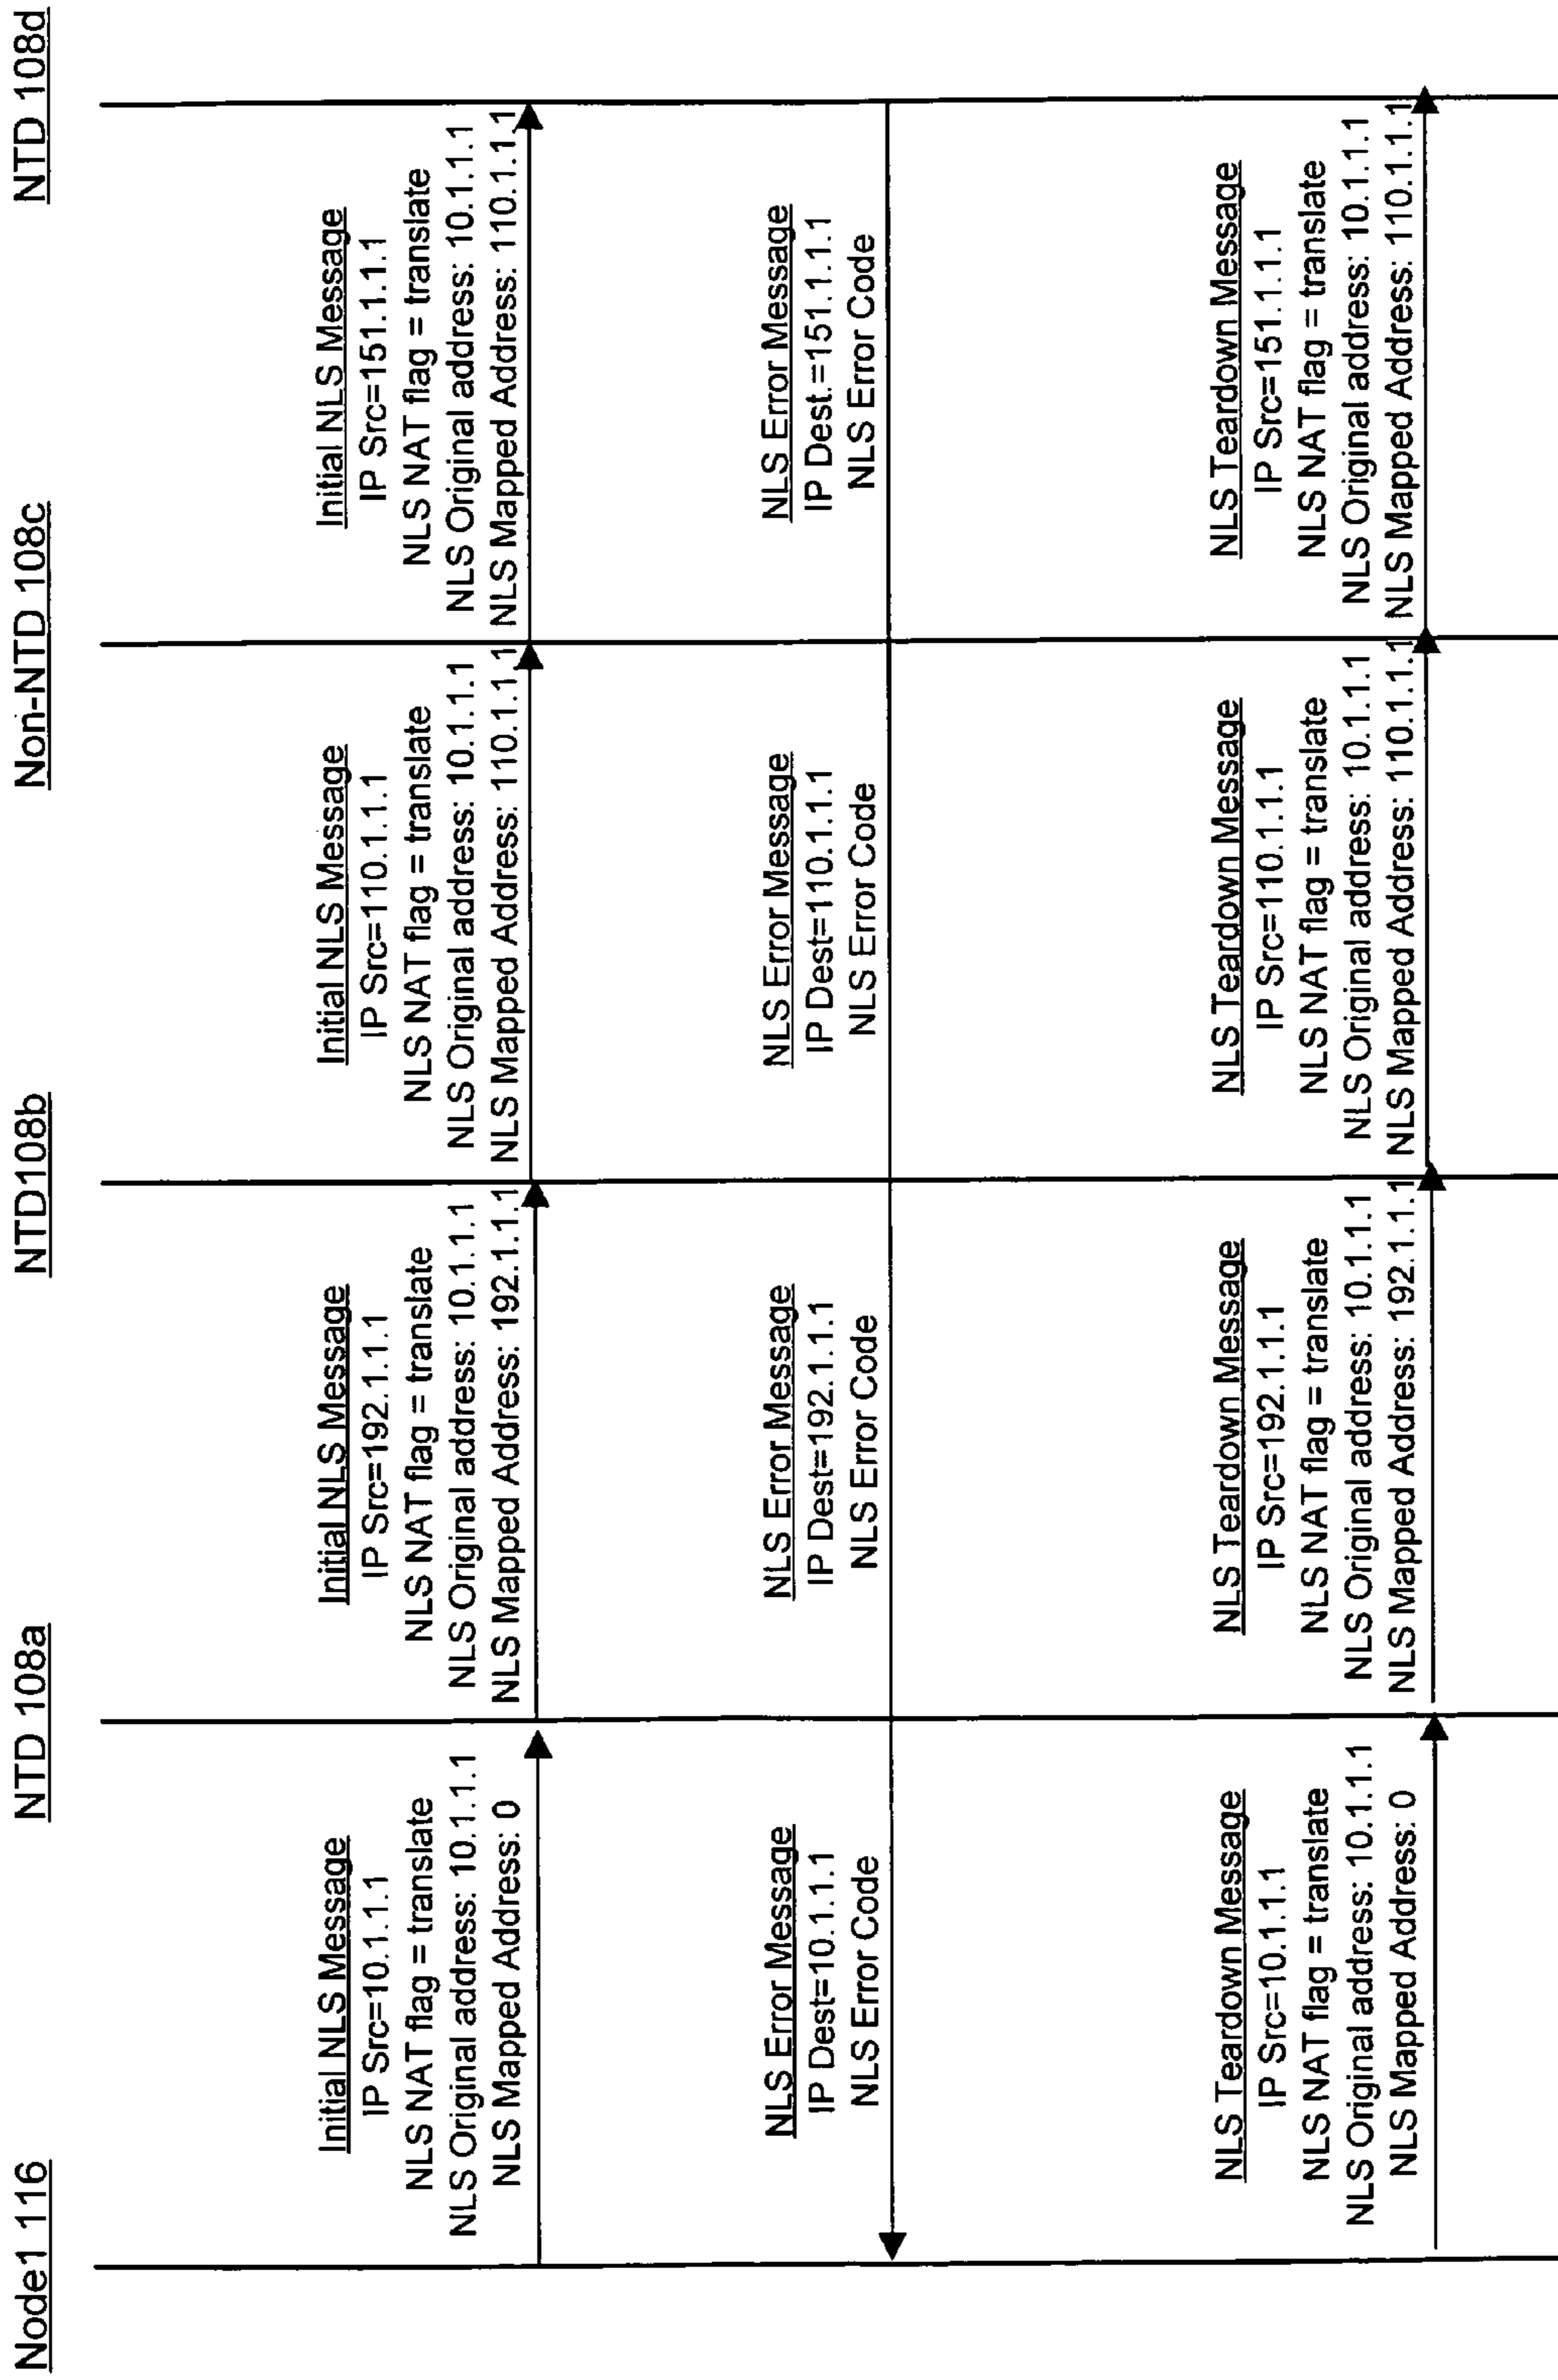 Node1 116
NTD 108a
NTD108b
Non-NTD 108c
NTD 108d
Initial NLS Message
IP Src=10.1.1.1
NLS NAT flag = translate
NLS Original address: 10.1.1.1
NLS Mapped Address: 0
Initial NLS Message
IP Src=192.1.1.1
NLS NAT flag = translate
NLS Original address: 10.1.1.1
NLS Mapped Address: 192.1.1.1
Initial NLS Message
IP Src=110.1.1.1
NLS NAT flag = translate
NLS Original address: 10.1.1.1
NLS Mapped Address: 110.1.1.1
Initial NLS Message
IP Src=151.1.1.1
NLS NAT flag = translate
NLS Original address: 10.1.1.1
NLS Mapped Address: 110.1.1.1
NLS Error Message
IP Dest=10.1.1.1
NLS Error Code
NLS Error Message
IP Dest=192.1.1.1
NLS Error Code
NLS Error Message
IP Dest=110.1.1.1
NLS Error Code
NLS Error Message
IP Dest.=151.1.1.1
NLS Error Code
NLS Teardown Message
IP Src=10.1.1.1
NLS NAT flag = translate
NLS Original address: 10.1.1.1
NLS Mapped Address: 0
NLS Teardown Message
IP Src=192.1.1.1
NLS NAT flag = translate
NLS Original address: 10.1.1.1
NLS Mapped Address: 192.1.1.1
NLS Teardown Message
IP Src=110.1.1.1
NLS NAT flag = translate
NLS Original address: 10.1.1.1
NLS Mapped Address: 110.1.1.1
NLS Teardown Message
IP Src=151.1.1.1
NLS NAT flag = translate
NLS Original address: 10.1.1.1
NLS Mapped Address: 110.1.1.1